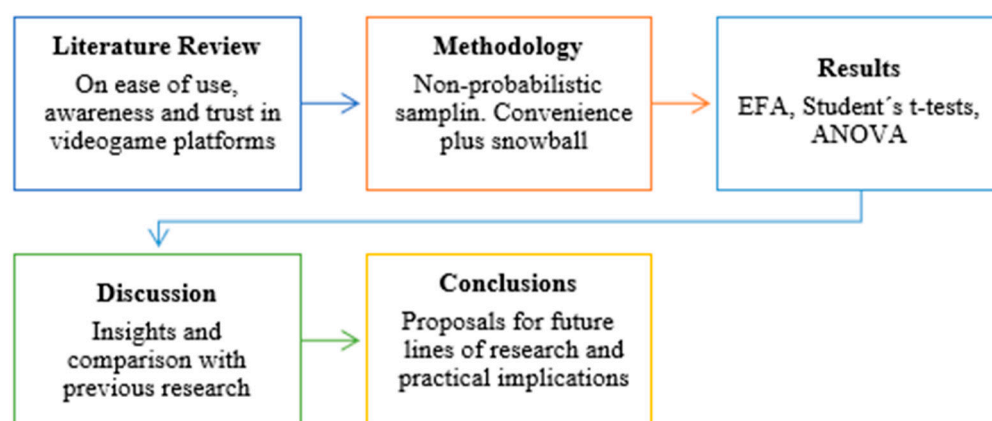 Literature Review
On ease of use,
awareness and trust in
videogame platforms
Methodology
Non-probabilistic
samplin. Convenience
plus snowball
Results
EFA, Student´s t-tests,
ANOVA
Discussion
Insights and
comparison with
previous research
Conclusions
Proposals for future
lines of research and
practical implications